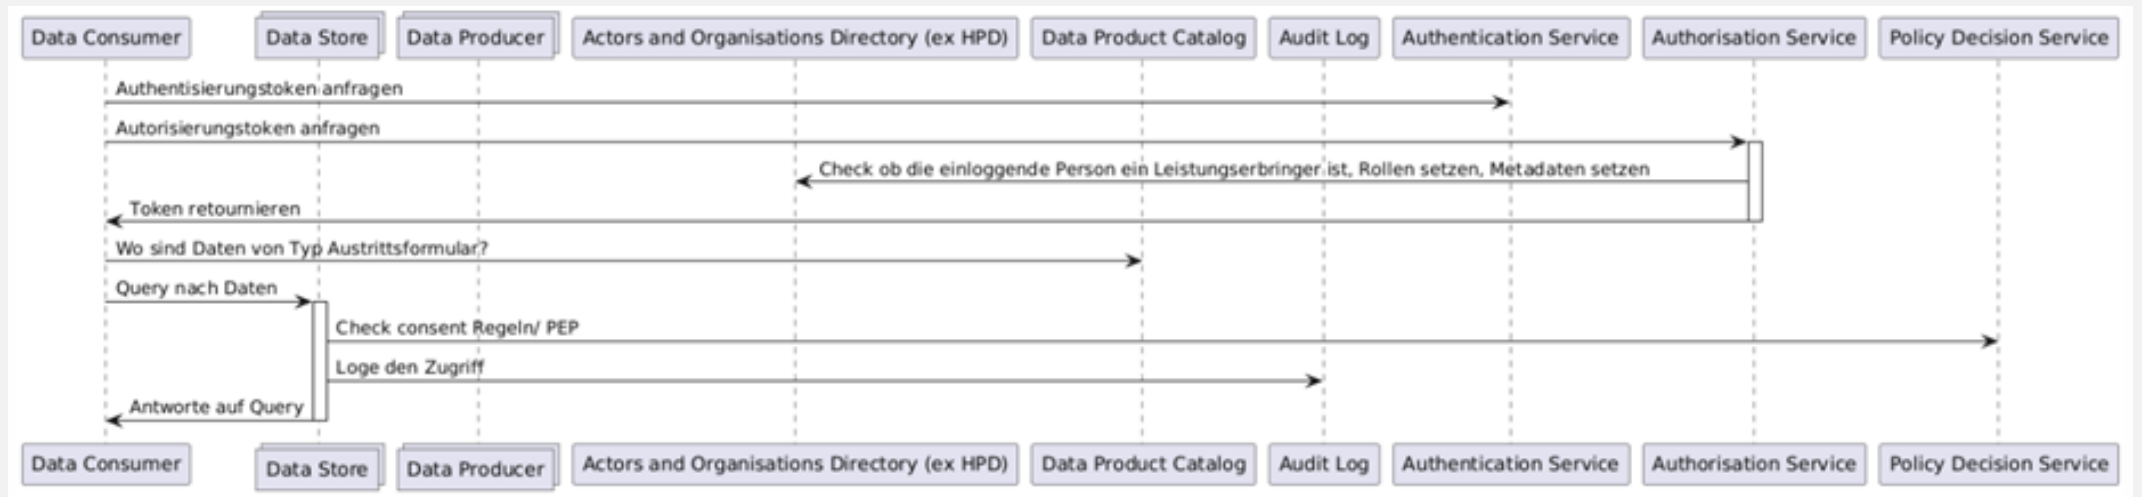 Data Consumer
Data Store
Data Producer
Actors and Organisations Directory (ex HPD)
Data Product Catalog
Audit Log
Authentication Service
Authorisation Service
Policy Decision Service
Authentisierungstoken anfragen
Autorisierungstoken anfragen
Check ob die einloggende Person ein Leistungserbringer ist, Rollen setzen, Metadaten setzen
Token retournieren
Wo sind Daten von Typ Austrittsformular?
Query nach Daten
Check consent Regeln/ PEP
Loge den Zugriff
Antworte auf Query
Data Consumer
Data Store
Data Producer
Actors and Organisations Directory (ex HPD)
Data Product Catalog
Audit Log
Authentication Service
Authorisation Service
Policy Decision Service